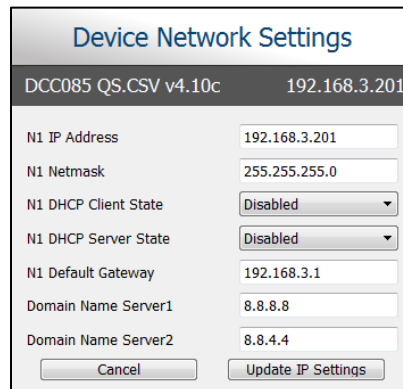 Device Network Settings
DCC085 QS.CSV v4.10c 192.168.3.201
N1 IP Address 192.168.3.201
N1 Netmask 255.255.255.0
N1 DHCP Client State Disabled
N1 DHCP Server State Disabled
N1 Default Gateway 192.168.3.1
Domain Name Server1 8.8.8.8
Domain Name Server2 8.8.4.4
Cancel Update IP Settings